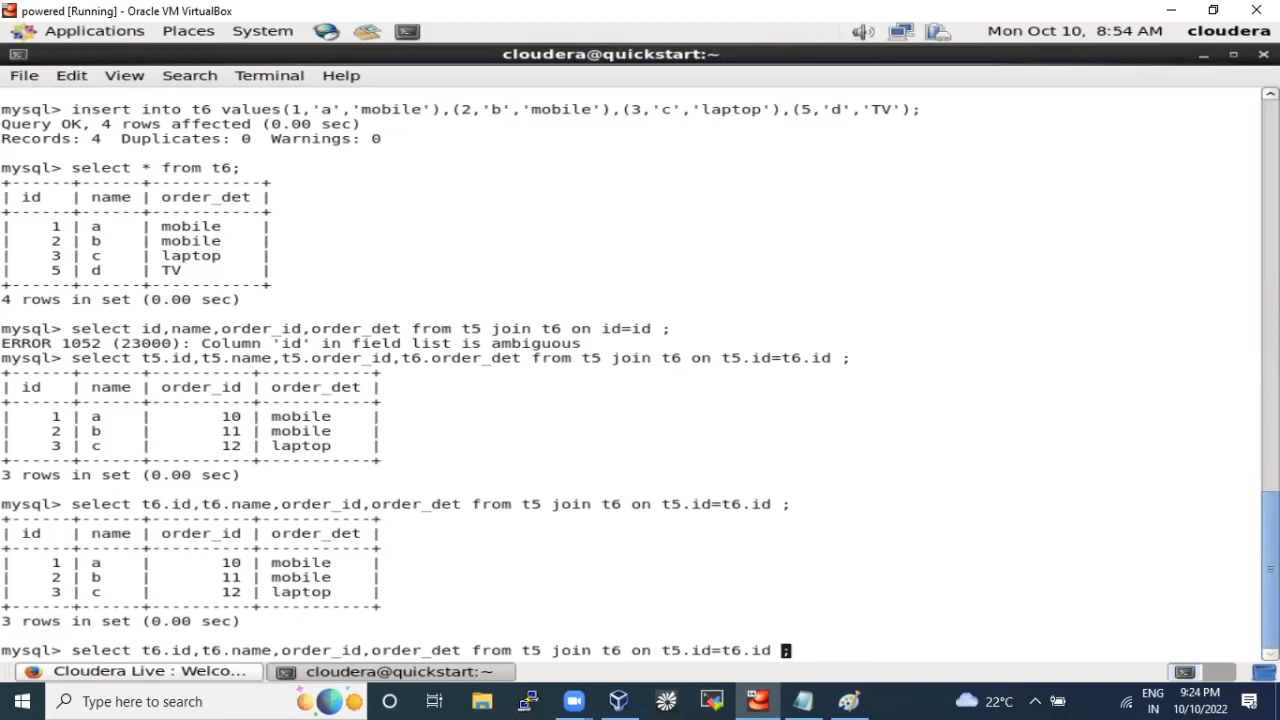 powered [Running] - Oracle VM VirtualBox
Applications Places System Mon Oct 10, 8:54 AM cloudera
cloudera@quickstart:~
File Edit View Search Terminal Help
mysql> insert into t6 values(1,'a','mobile'),(2,'b','mobile'),(3,'c','laptop'),(5,'d','TV');
Query OK, 4 rows affected (0.00 sec)
Records: 4  Duplicates: 0  Warnings: 0
mysql> select * from t6;
+------+------+-----------+
| id   | name | order_det |
+------+------+-----------+
|    1 | a    | mobile    |
|    2 | b    | mobile    |
|    3 | c    | laptop    |
|    5 | d    | TV        |
+------+------+-----------+
4 rows in set (0.00 sec)
mysql> select id,name,order_id,order_det from t5 join t6 on id=id ;
ERROR 1052 (23000): Column 'id' in field list is ambiguous
mysql> select t5.id,t5.name,t5.order_id,t6.order_det from t5 join t6 on t5.id=t6.id ;
+------+------+----------+-----------+
| id   | name | order_id | order_det |
+------+------+----------+-----------+
|    1 | a    |       10 | mobile    |
|    2 | b    |       11 | mobile    |
|    3 | c    |       12 | laptop    |
+------+------+----------+-----------+
3 rows in set (0.00 sec)
mysql> select t6.id,t6.name,order_id,order_det from t5 join t6 on t5.id=t6.id ;
+------+------+----------+-----------+
| id   | name | order_id | order_det |
+------+------+----------+-----------+
|    1 | a    |       10 | mobile    |
|    2 | b    |       11 | mobile    |
|    3 | c    |       12 | laptop    |
+------+------+----------+-----------+
3 rows in set (0.00 sec)
mysql> select t6.id,t6.name,order_id,order_det from t5 join t6 on t5.id=t6.id ;
Cloudera Live : Welco... cloudera@quickstart:~
Type here to search 22°C ENG 9:24 PM
IN 10/10/2022